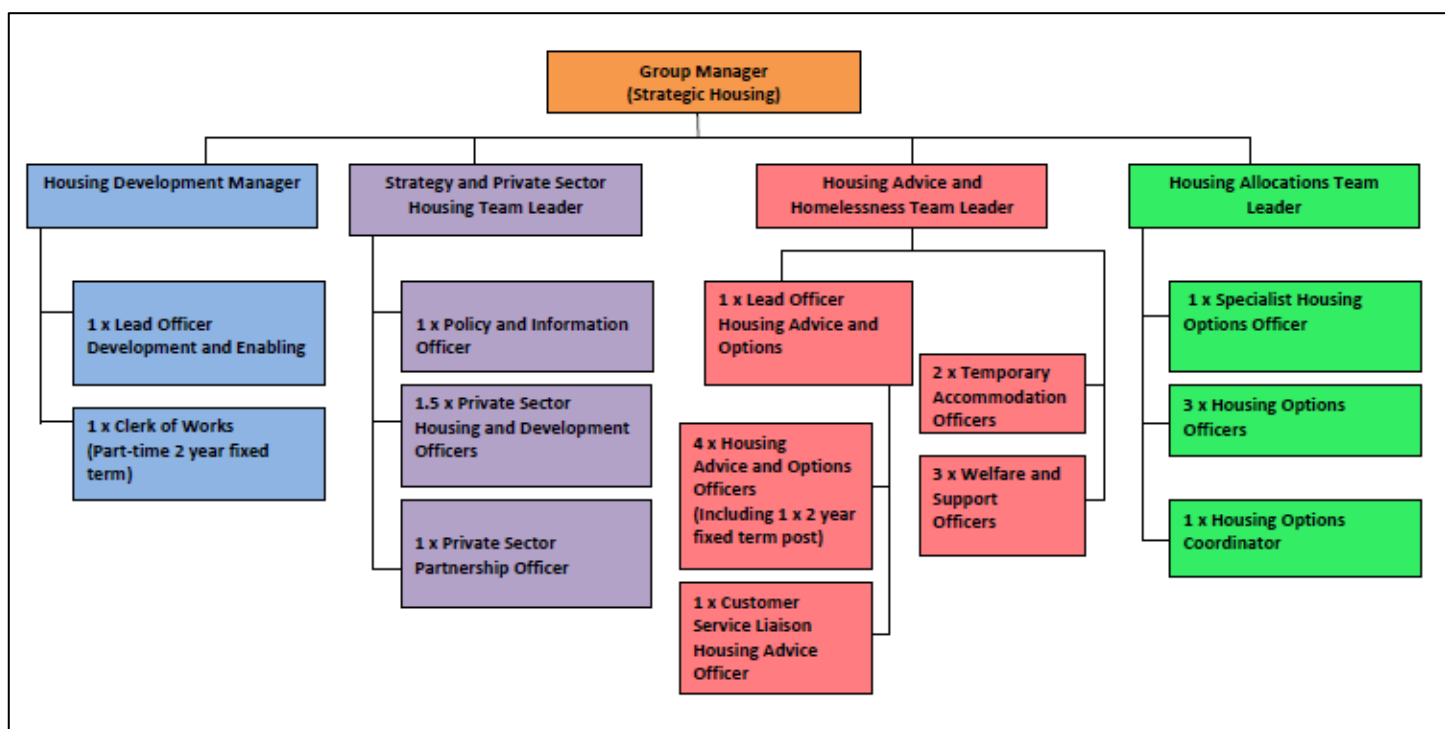 Group Manager
(Strategic Housing)
Housing Development Manager
Strategy and Private Sector
Housing Team Leader
Housing Advice and
Homelessness Team Leader
Housing Allocations Team
Leader
1 x Lead Officer
Development and Enabling
1 x Clerk of Works
(Part-time 2 year fixed
term)
1 x Policy and Information
Officer
1.5 x Private Sector
Housing and Development
Officers
1 x Private Sector
Partnership Officer
1 x Lead Officer
Housing Advice and
Options
4 x Housing
Advice and Options
Officers
(Including 1 x 2 year
fixed term post)
1 x Customer
Service Liaison
Housing Advice
Officer
2 x Temporary
Accommodation
Officers
3 x Welfare and
Support
Officers
1 x Specialist Housing
Options Officer
3 x Housing Options
Officers
1 x Housing Options
Coordinator